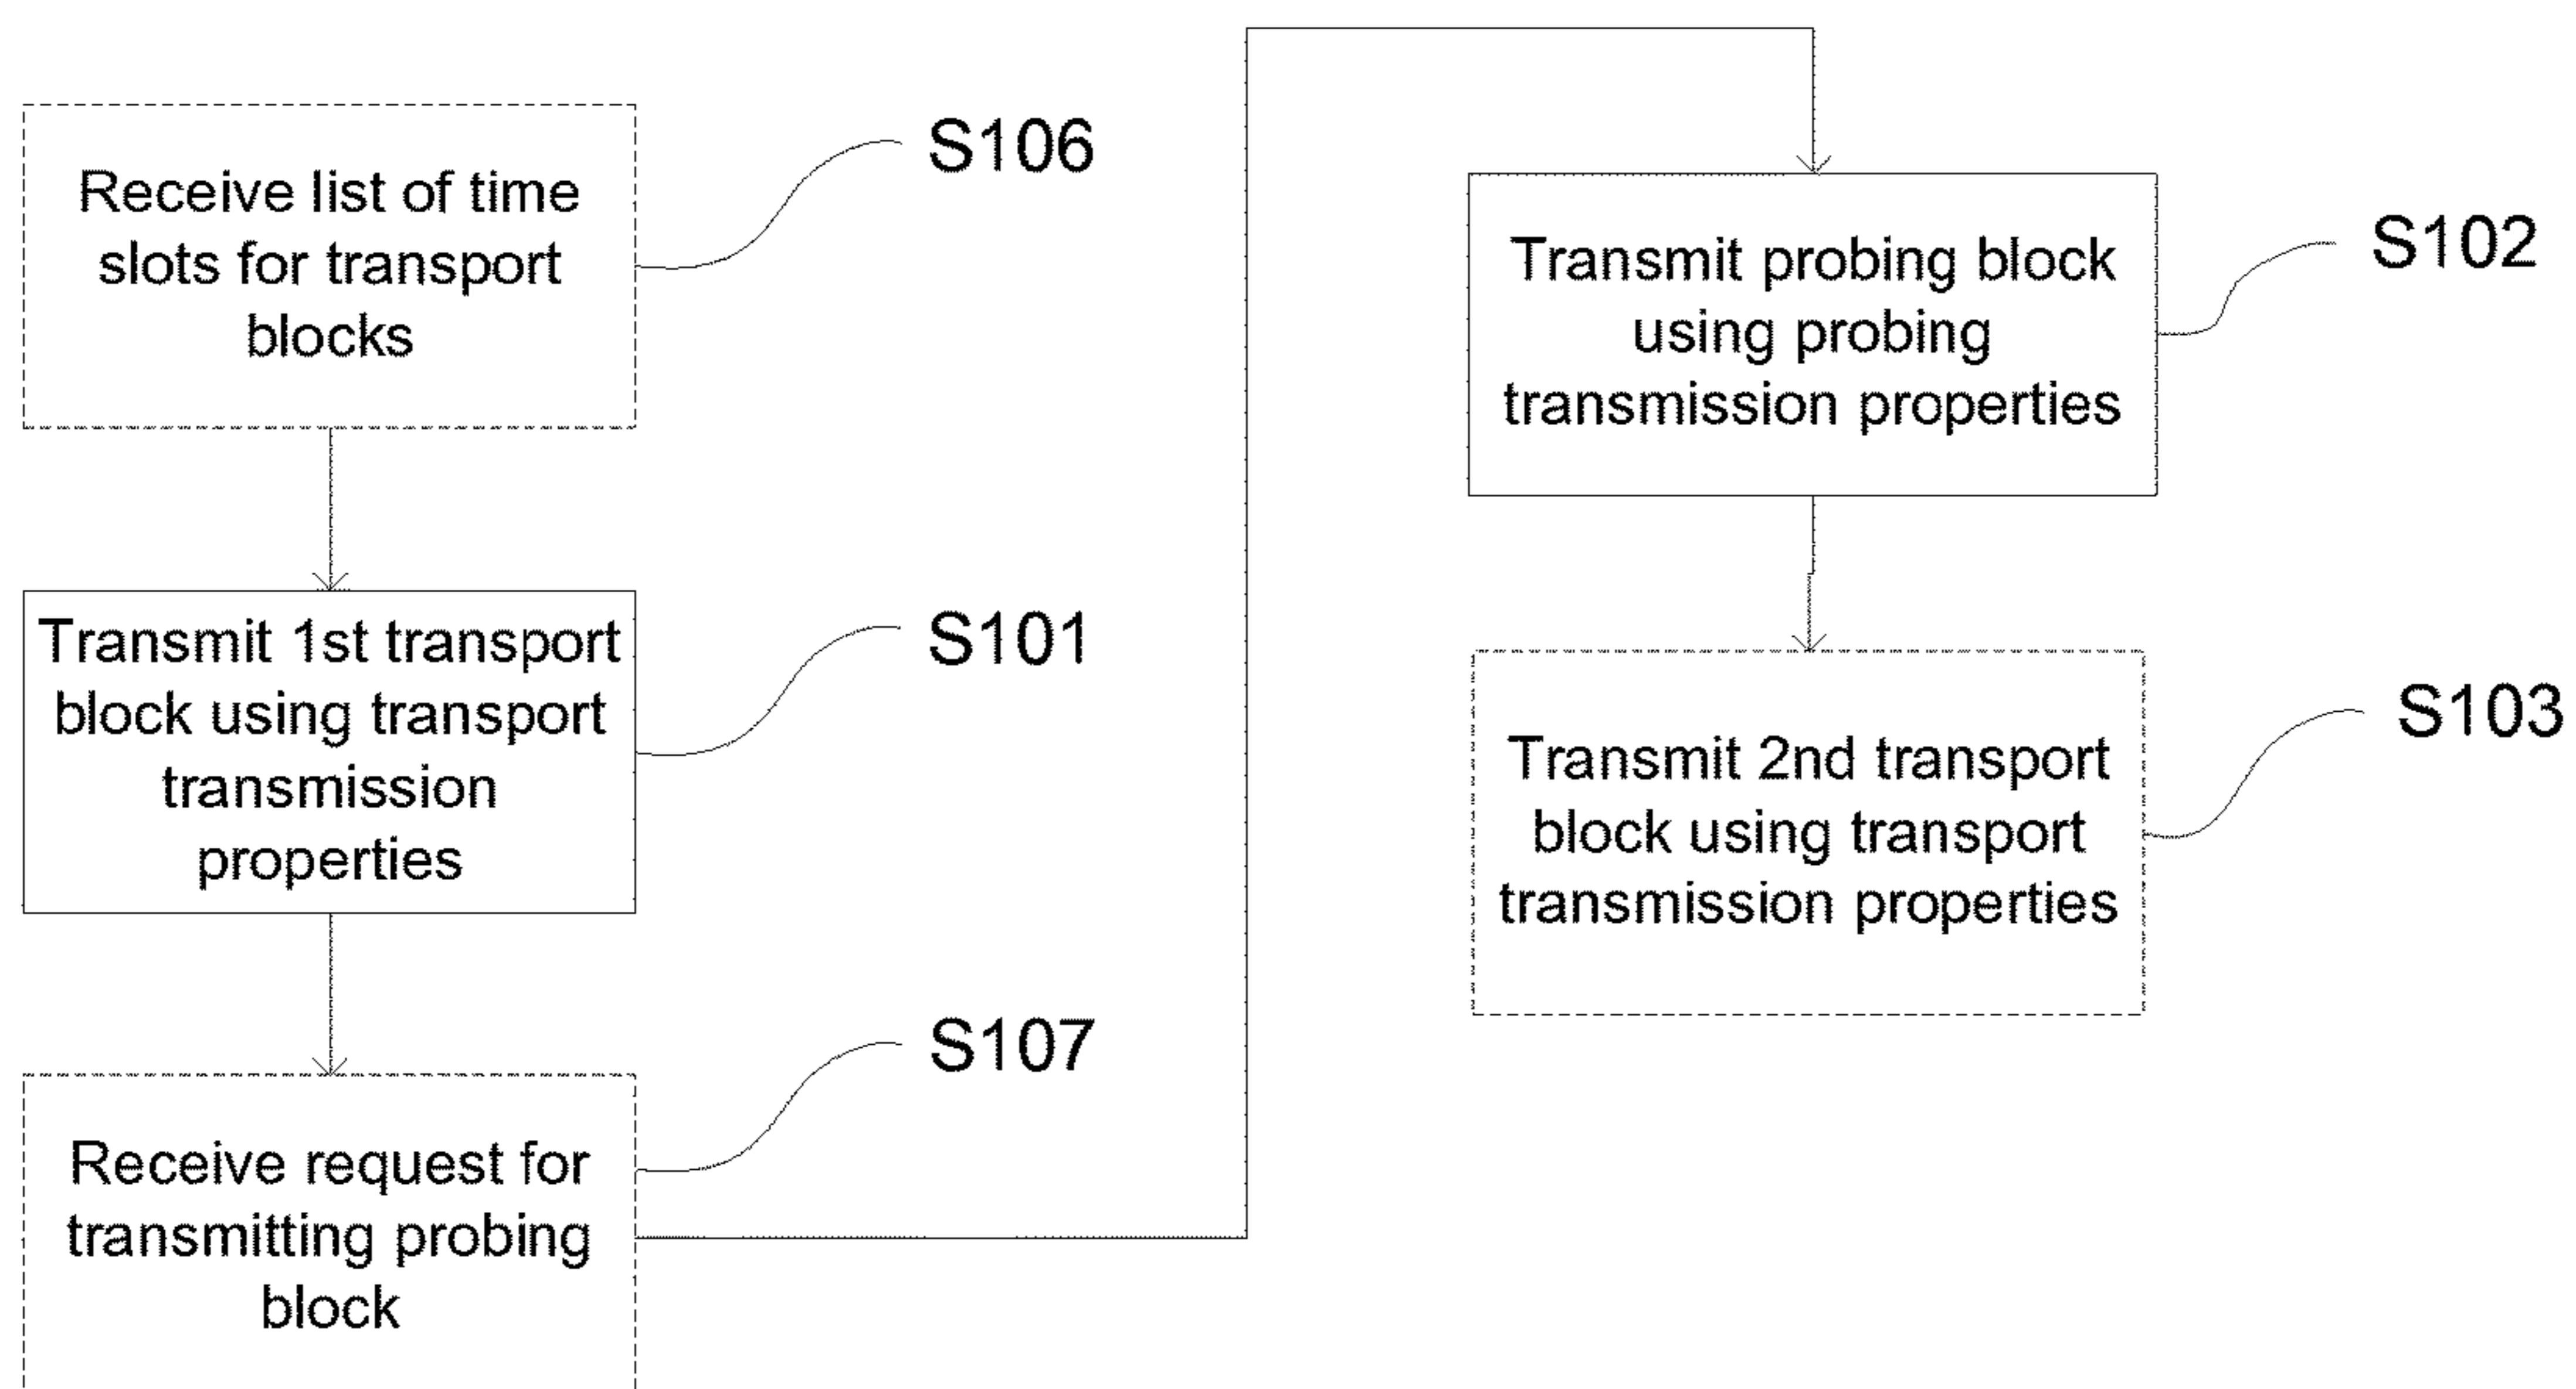 Receive list of time
slots for transport
blocks
S106
Transmit 1st transport
block using transport
transmission
properties
S101
Receive request for
transmitting probing
block
S107
Transmit probing block
using probing
transmission properties
S102
Transmit 2nd transport
block using transport
transmission properties
S103